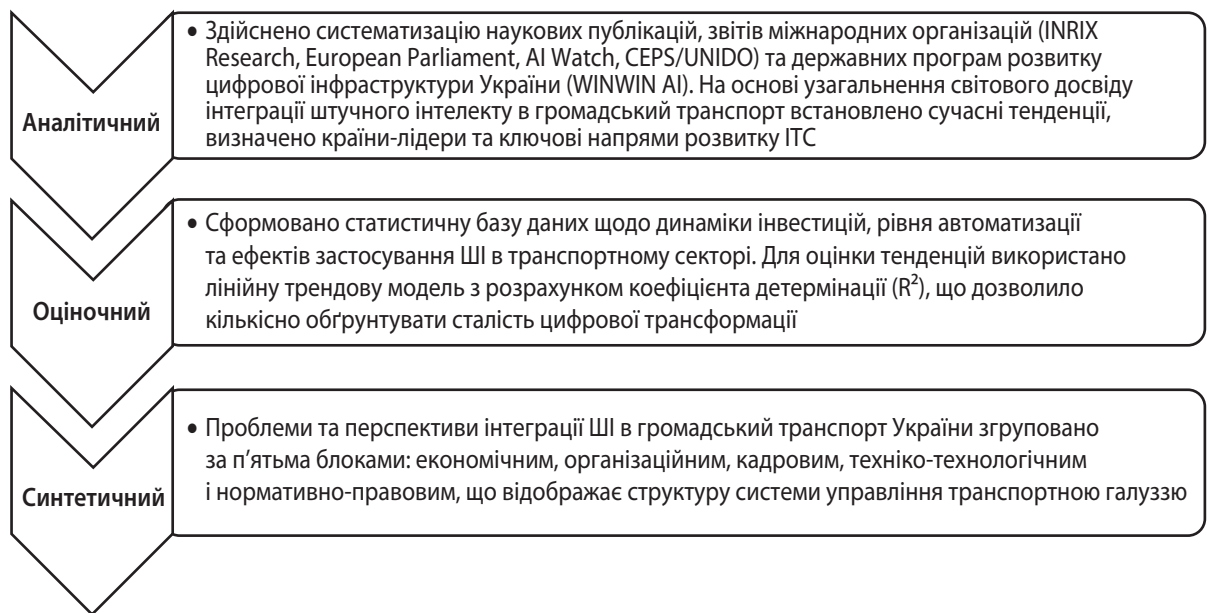 Аналітичний
• Здійснено систематизацію наукових публікацій, звітів міжнародних організацій (INRIX
Research, European Parliament, AI Watch, CEPS/UNIDO) та державних програм розвитку
цифрової інфраструктури України (WINWIN AI). На основі узагальнення світового досвіду
інтеграції штучного інтелекту в громадський транспорт встановлено сучасні тенденції,
визначено країни-лідери та ключові напрями розвитку ІТС
Оціночний
• Сформовано статистичну базу даних щодо динаміки інвестицій, рівня автоматизації
та ефектів застосування ШІ в транспортному секторі. Для оцінки тенденцій використано
лінійну трендову модель з розрахунком коефіцієнта детермінації (R²), що дозволило
кількісно обґрунтувати сталість цифрової трансформації
Синтетичний
• Проблеми та перспективи інтеграції ШІ в громадський транспорт України згруповано
за п'ятьма блоками: економічним, організаційним, кадровим, техніко-технологічним
і нормативно-правовим, що відображає структуру системи управління транспортною галуззю